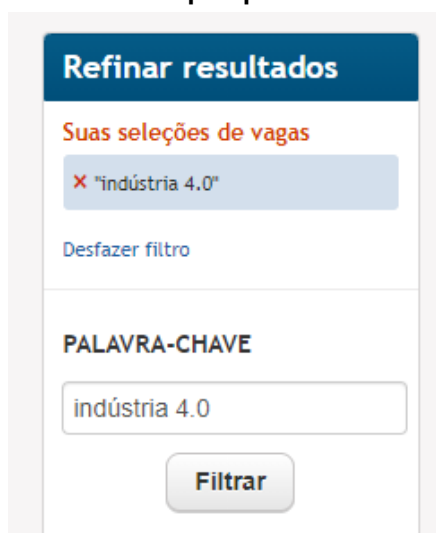 Refinar resultados
Suas seleções de vagas
× "indústria 4.0"
Desfazer filtro
PALAVRA-CHAVE
indústria 4.0
Filtrar